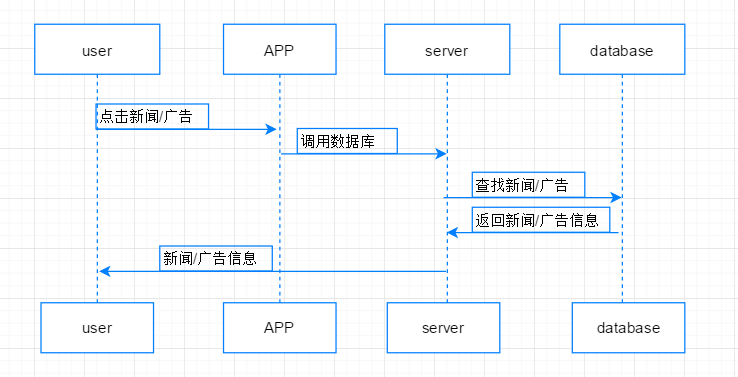 user
APP
server
database
点击新闻/广告
调用数据库
查找新闻/广告
返回新闻/广告信息
新闻/广告信息
user
APP
server
database